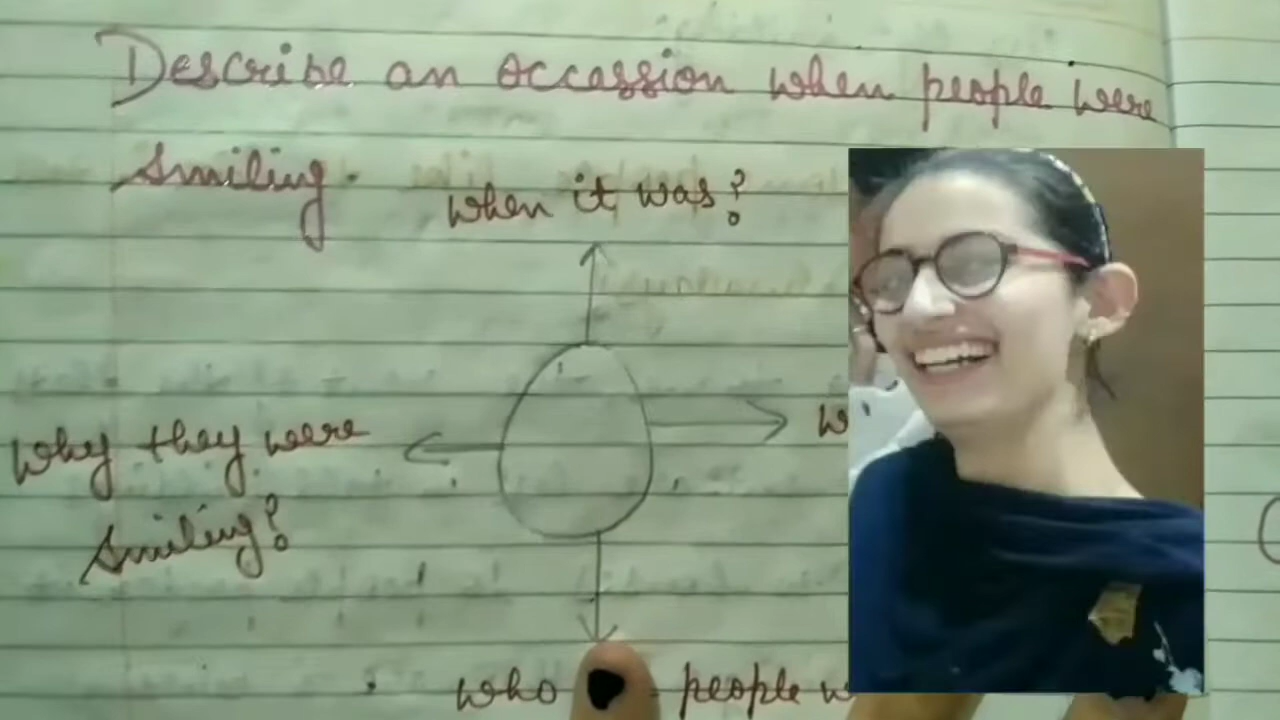 Describe an occassion when people were
smiling.
when it was?
why they were
smiling?
who people